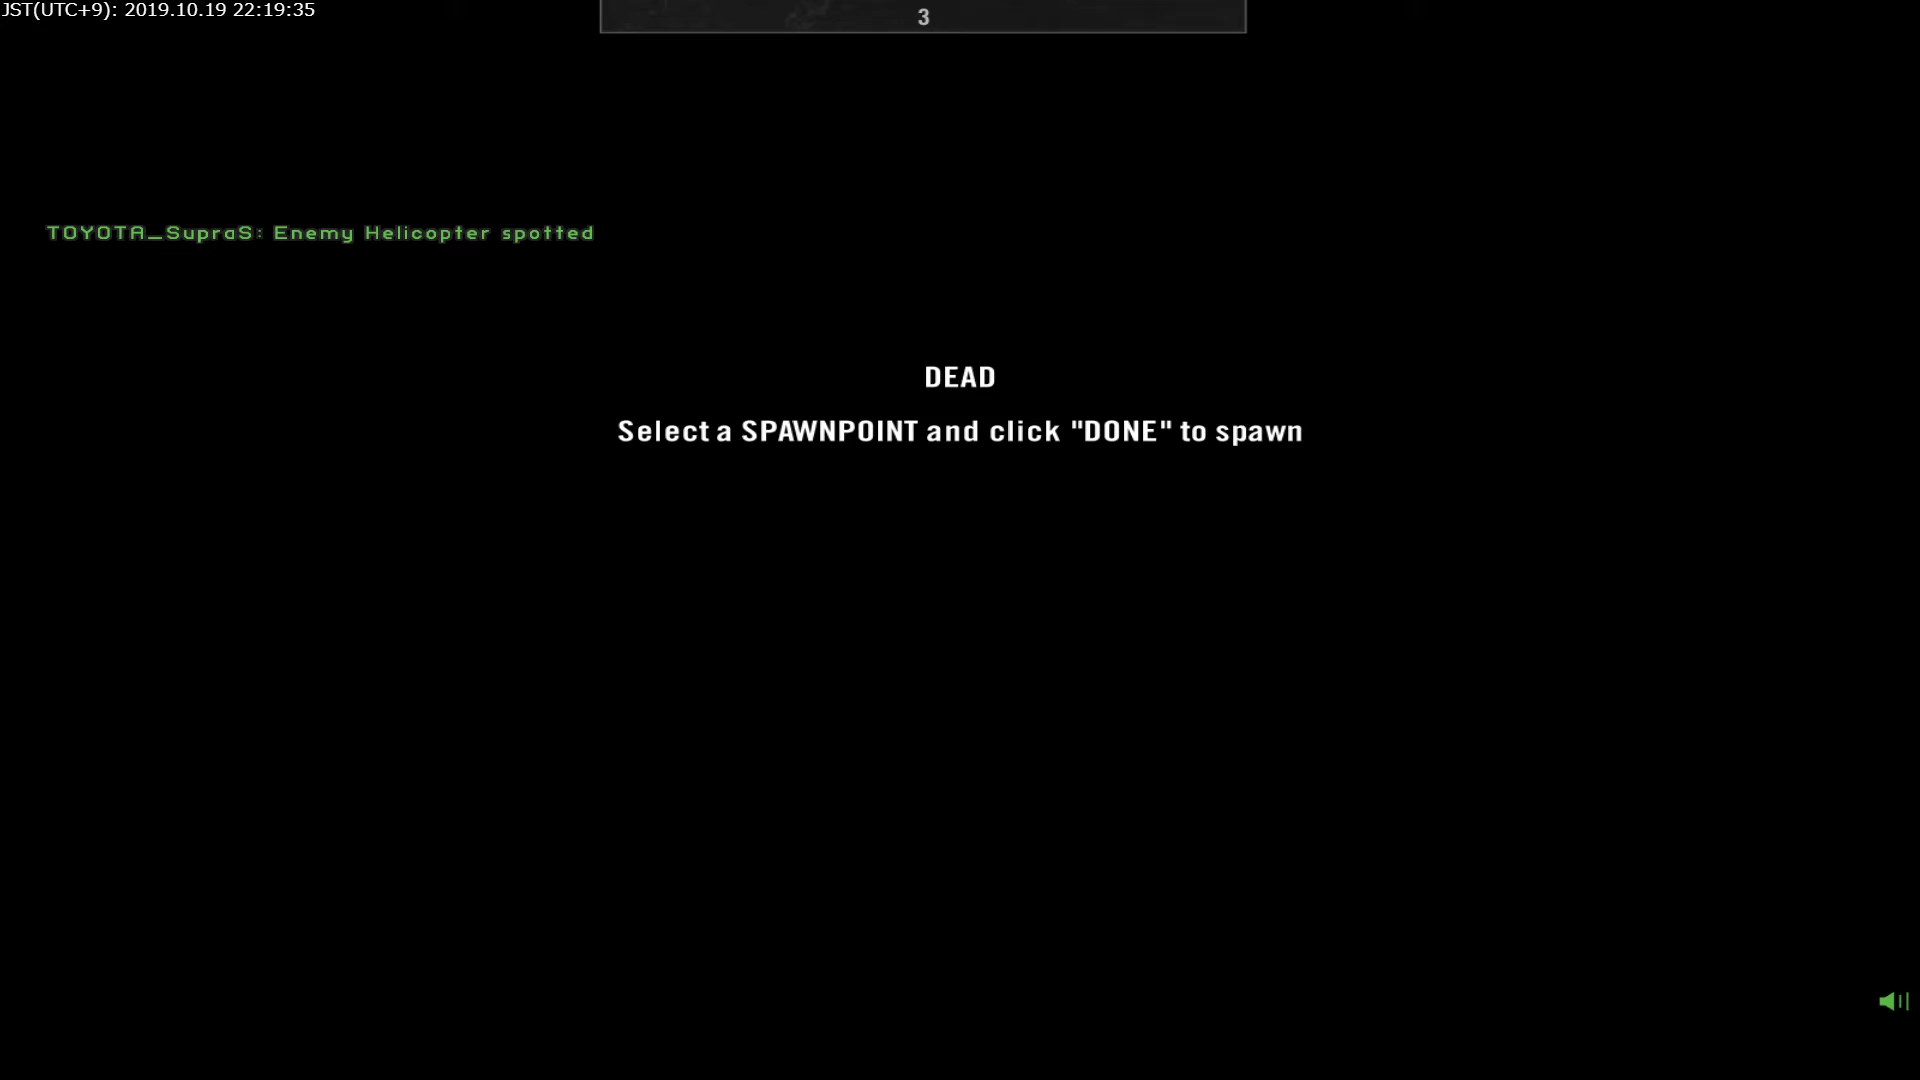 JST(UTC+9): 2019.10.19 22:19:35
3
TOYOTA_SupraS: Enemy Helicopter spotted
DEAD
Select a SPAWNPOINT and click "DONE" to spawn